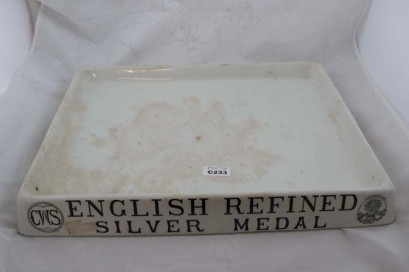 C233
CWS ENGLISH REFINED
SILVER MEDAL